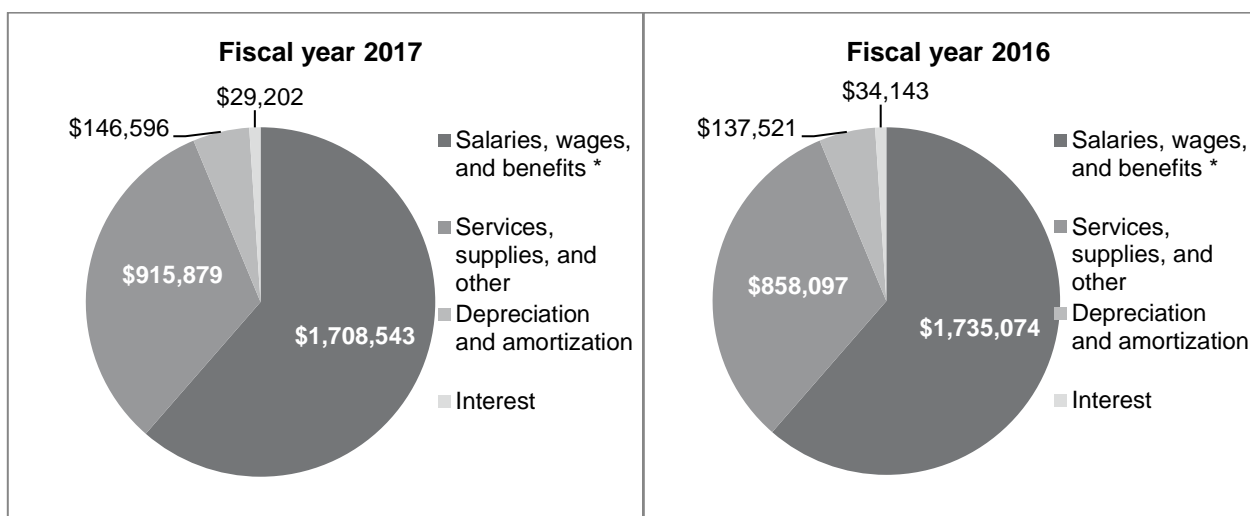 Fiscal year 2017
$29,202
$146,596
$915,879
$1,708,543
Salaries, wages,
and benefits *
Services,
supplies, and
other
Depreciation
and amortization
Interest
Fiscal year 2016
$34,143
$137,521
$858,097
$1,735,074
Salaries, wages,
and benefits *
Services,
supplies, and
other
Depreciation
and amortization
Interest